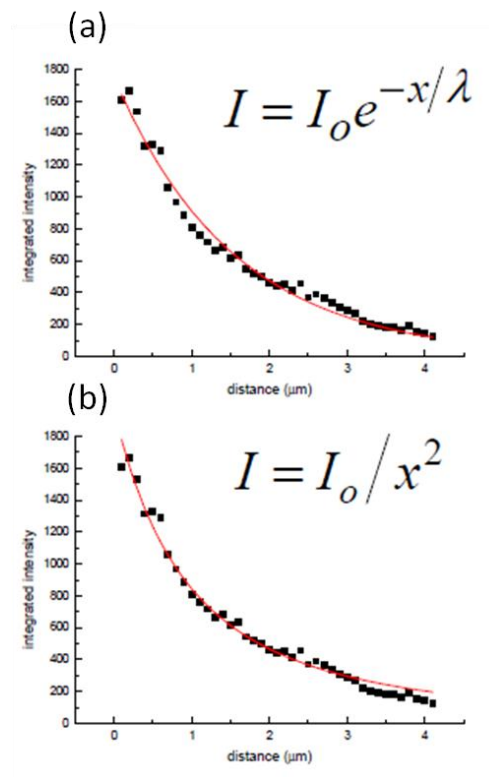 (a)
1800
1600
1400
1200
1000
800
600
400
200
0
integrated intensity
I = I_o e^{-x/λ}
0 1 2 3 4
distance (μm)
(b)
1800
1600
1400
1200
1000
800
600
400
200
0
integrated intensity
I = I_o / x^2
0 1 2 3 4
distance (μm)